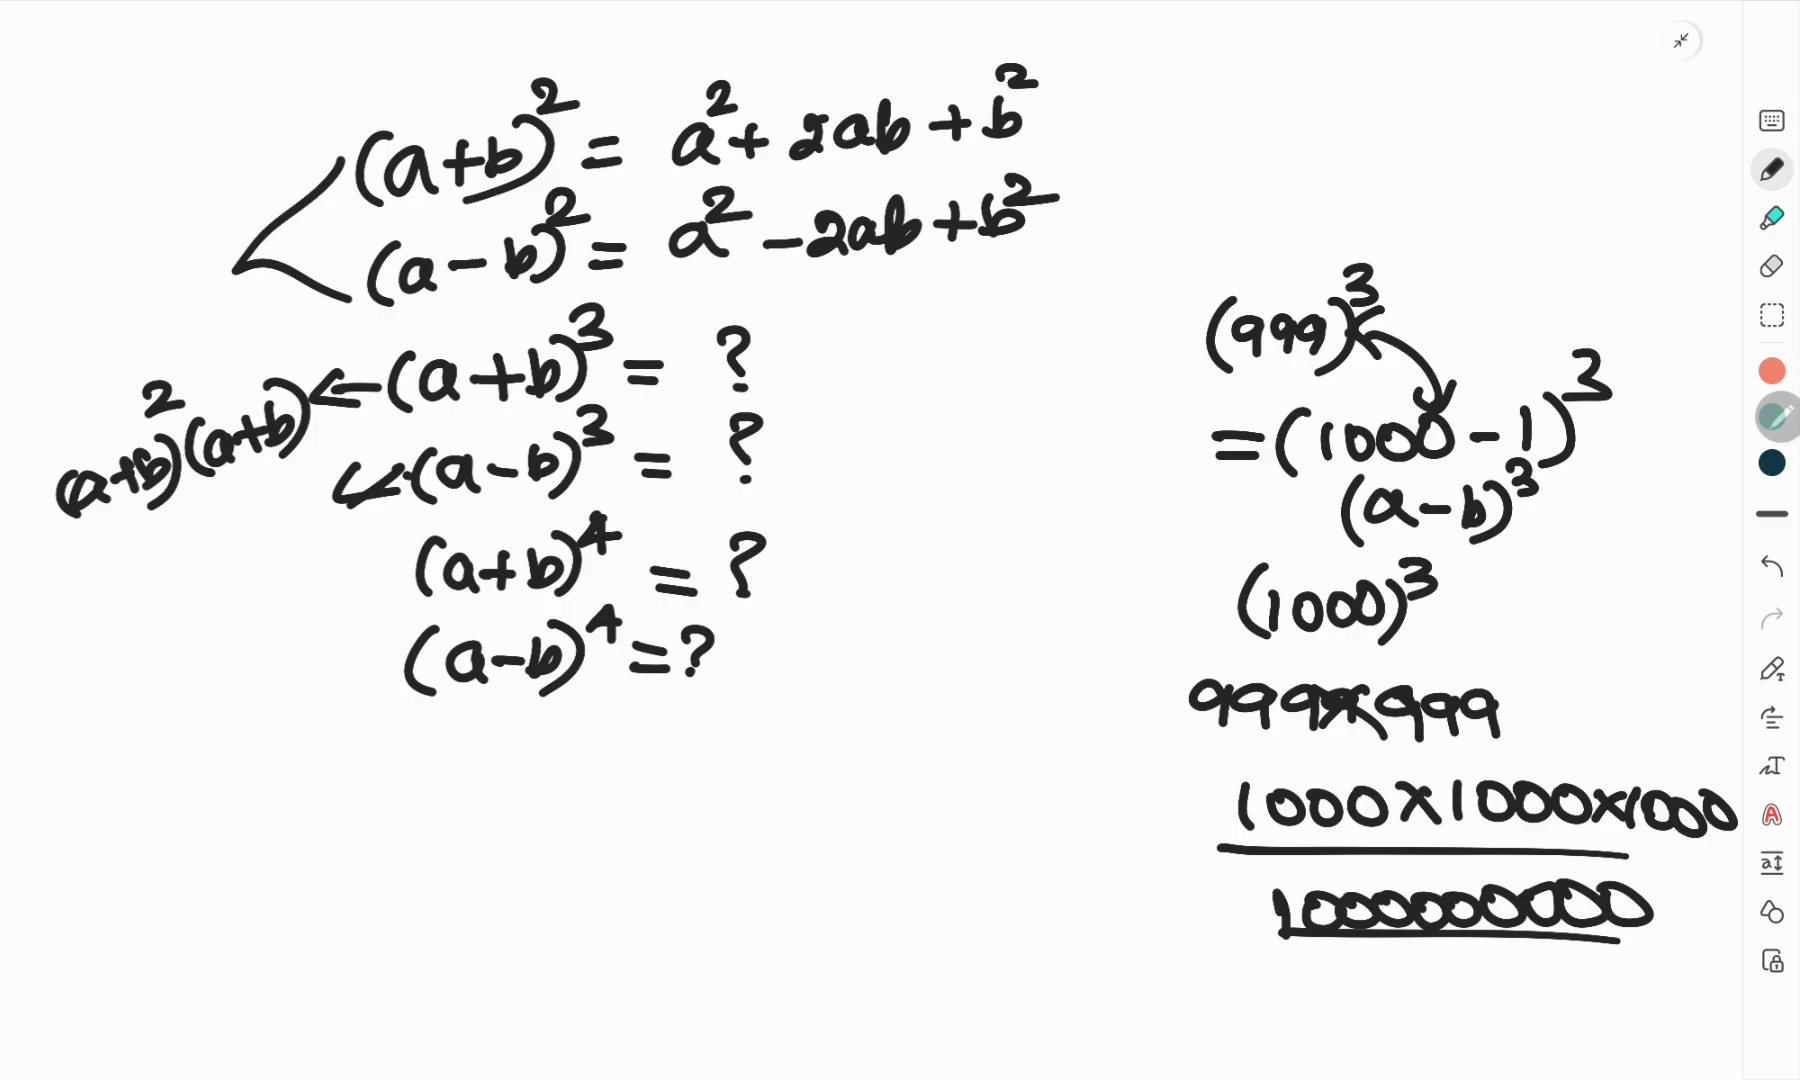 (a+b)² = a² + 2ab + b²
(a-b)² = a² - 2ab + b²
(a+b)²(a+b) ← (a+b)³ = ?
(a-b)³ = ?
(a+b)⁴ = ?
(a-b)⁴ = ?
(999)³
= (1000 - 1)³
(a-b)³
(1000)³
999×999
1000×1000×1000
1000000000